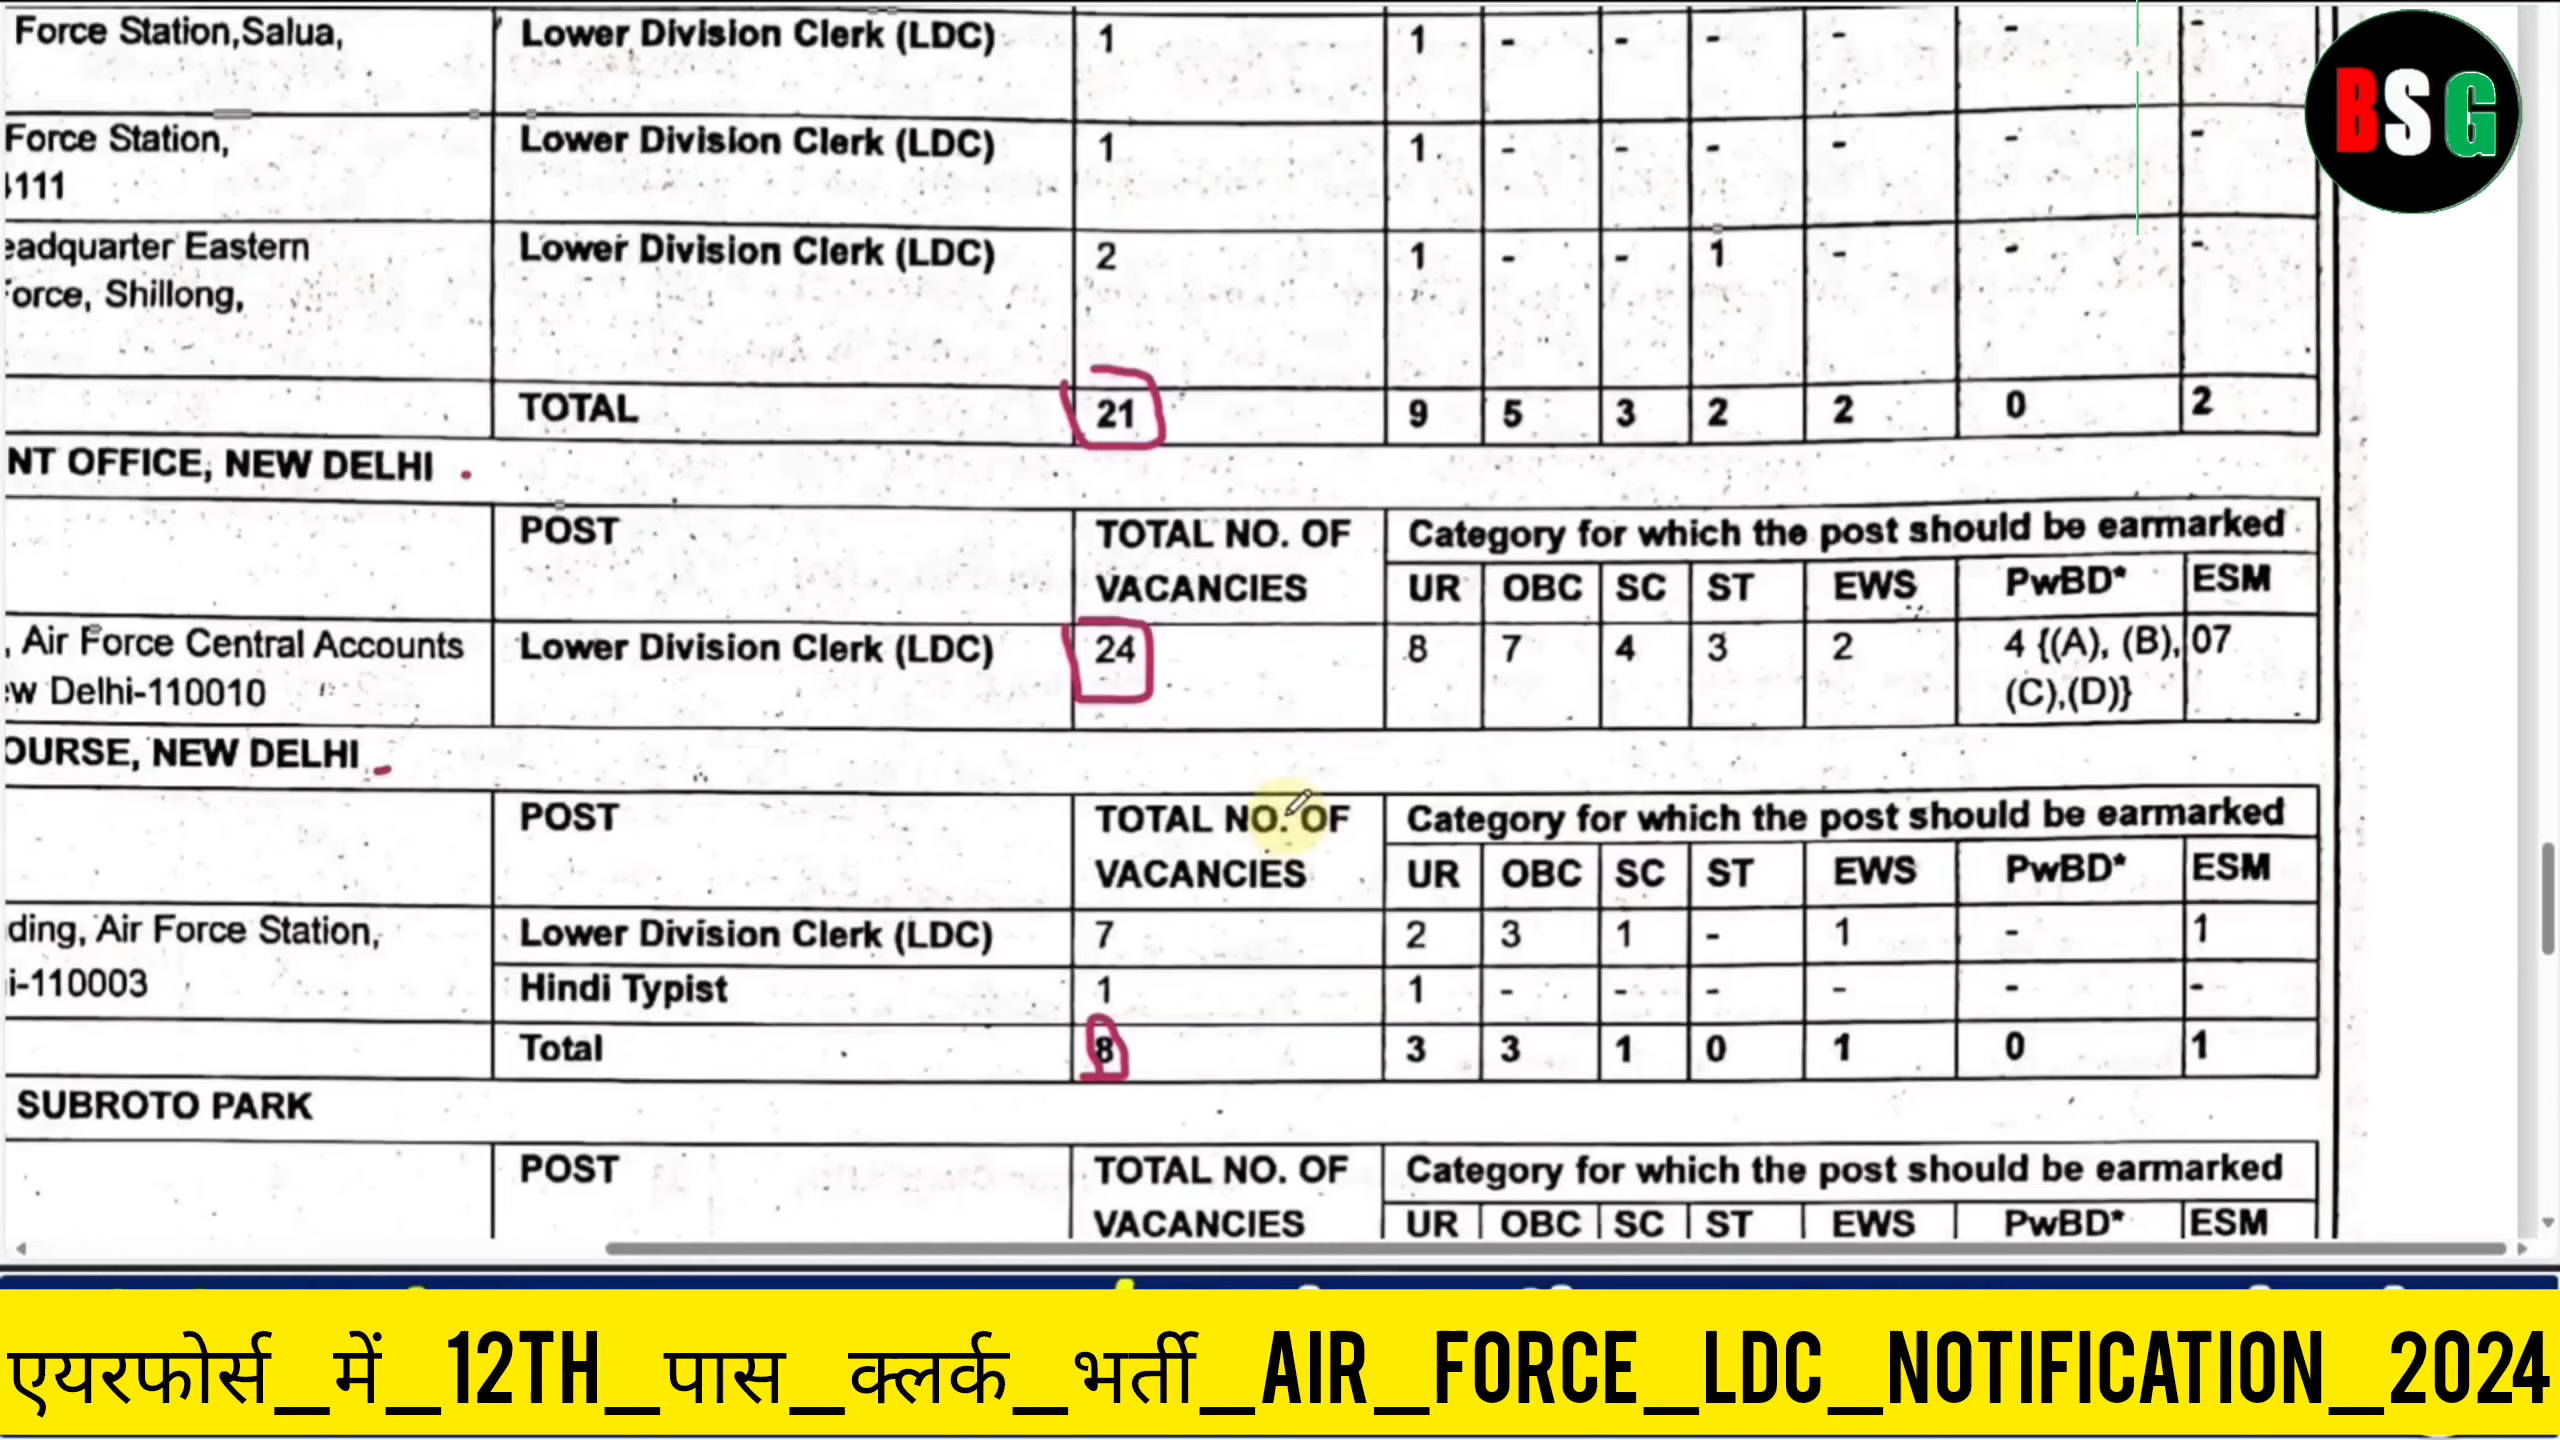 Force Station,Salua, Lower Division Clerk (LDC) 1 1 - - - - - -
BSG
Force Station, Lower Division Clerk (LDC) 1 1 - - - - - -
111
eadquarter Eastern Lower Division Clerk (LDC) 2 1 - - 1 - - -
orce, Shillong,
TOTAL 21 9 5 3 2 2 0 2
NT OFFICE, NEW DELHI
POST TOTAL NO. OF Category for which the post should be earmarked
VACANCIES UR OBC SC ST EWS PwBD* ESM
, Air Force Central Accounts Lower Division Clerk (LDC) 24 8 7 4 3 2 4 {(A), (B), 07
ew Delhi-110010 (C),(D)}
OURSE, NEW DELHI
POST TOTAL NO. OF Category for which the post should be earmarked
VACANCIES UR OBC SC ST EWS PwBD* ESM
ding, Air Force Station, Lower Division Clerk (LDC) 7 2 3 1 - 1 - 1
i-110003 Hindi Typist 1 1 - - - - - -
Total 8 3 3 1 0 1 0 1
SUBROTO PARK
POST TOTAL NO. OF Category for which the post should be earmarked
VACANCIES UR OBC SC ST EWS PwBD* ESM
एयरफोर्स_में_12TH_पास_क्लर्क_भर्ती_AIR_FORCE_LDC_NOTIFICATION_2024